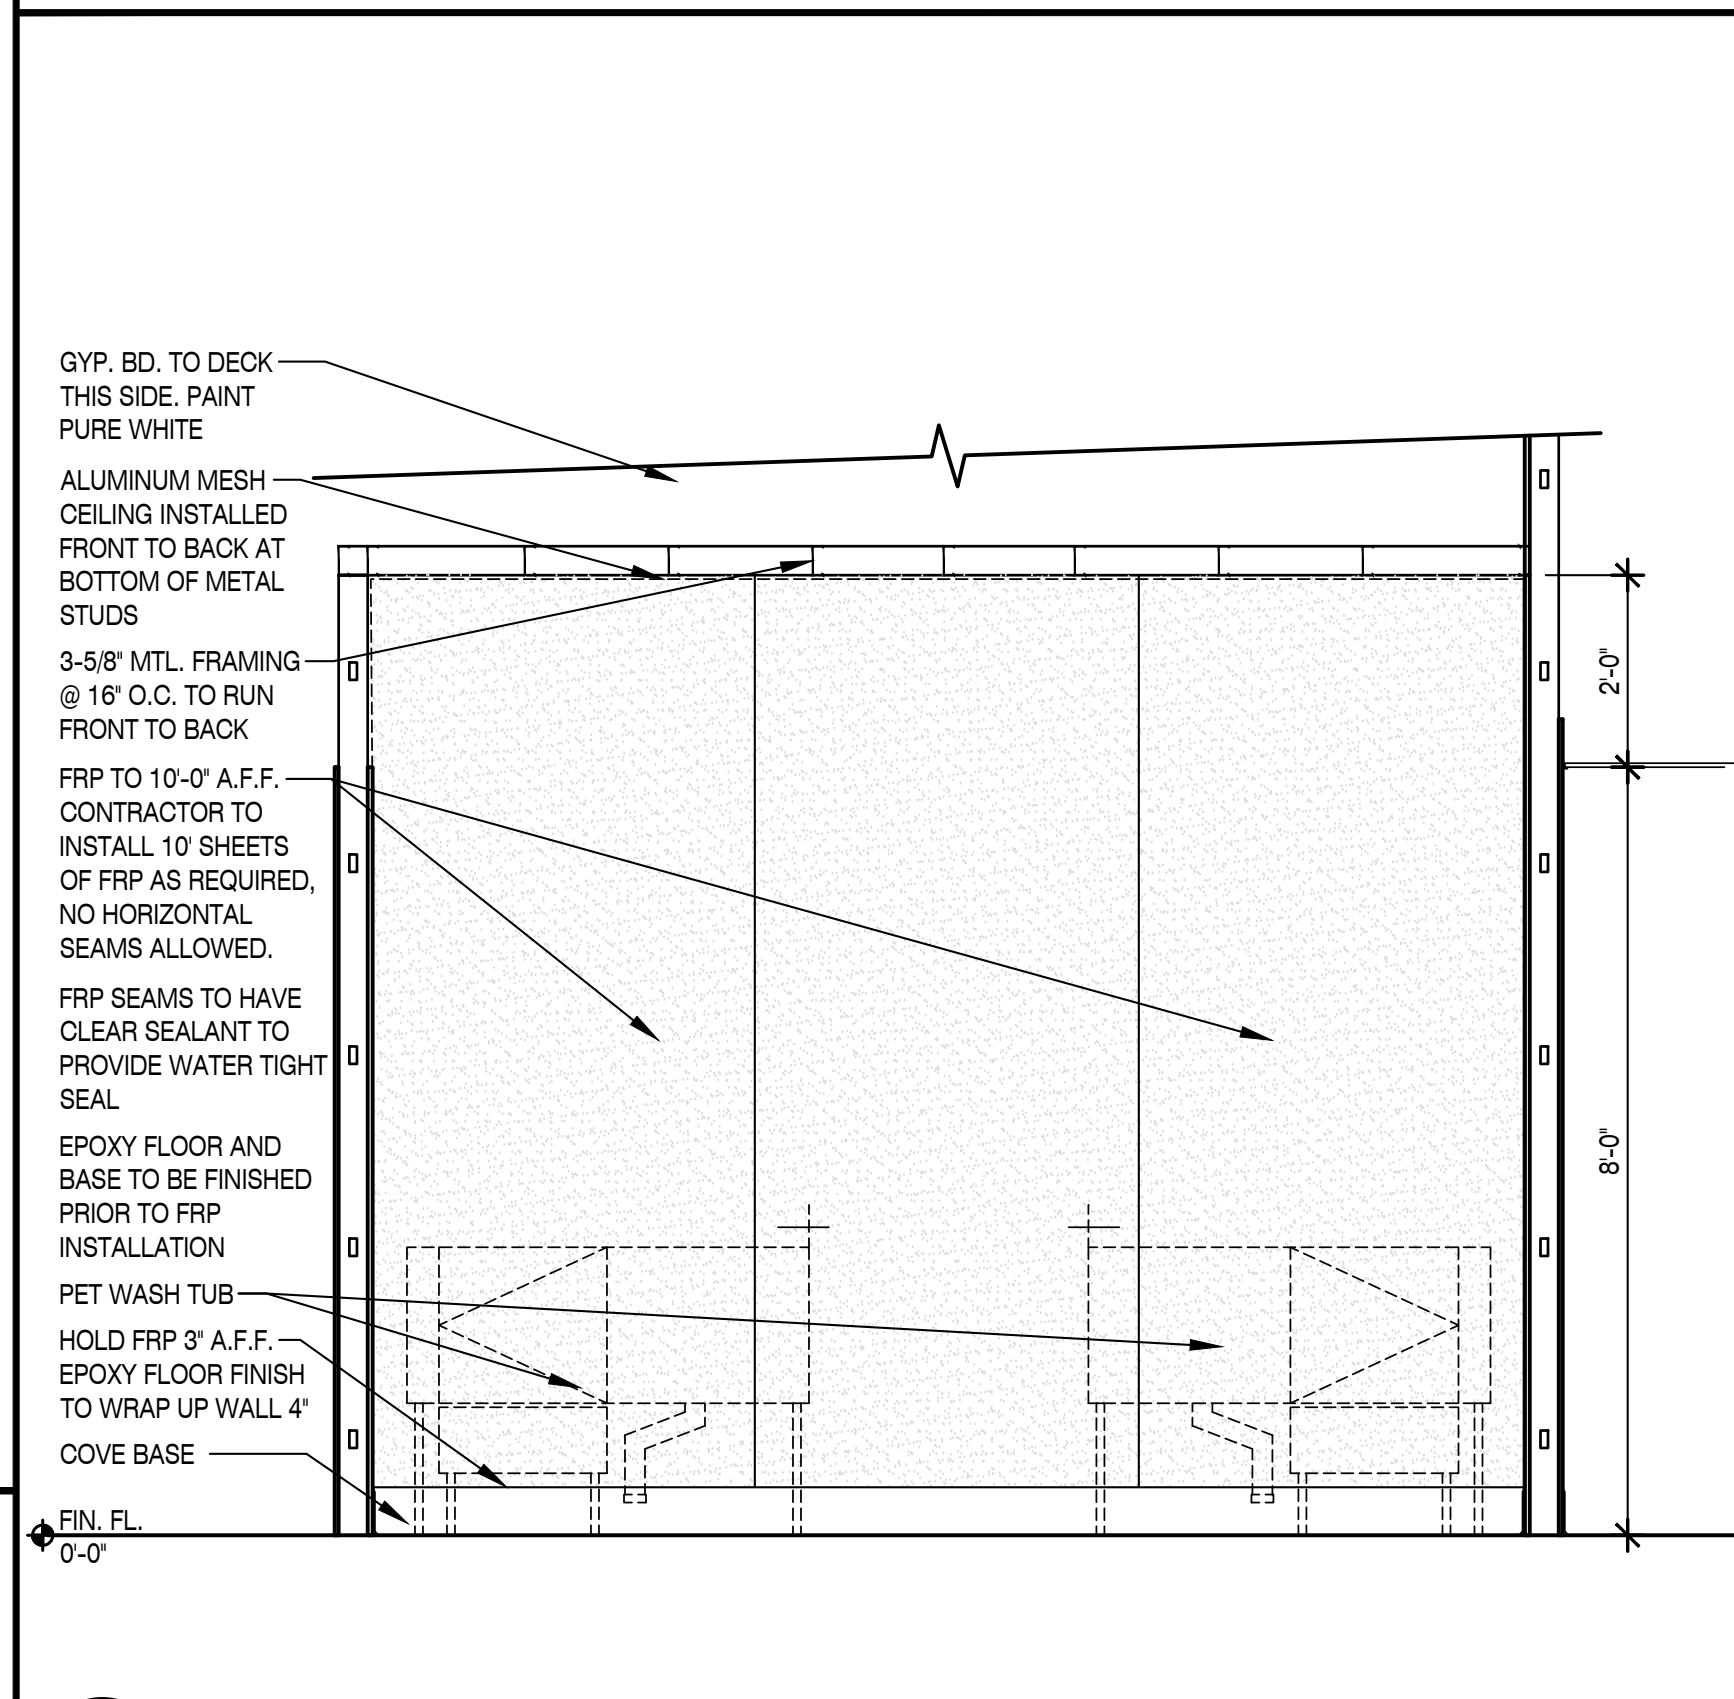 GYP. BD. TO DECK
THIS SIDE. PAINT
PURE WHITE
ALUMINUM MESH
CEILING INSTALLED
FRONT TO BACK AT
BOTTOM OF METAL
STUDS
3-5/8" MTL. FRAMING
@ 16" O.C. TO RUN
FRONT TO BACK
FRP TO 10'-0" A.F.F.
CONTRACTOR TO
INSTALL 10' SHEETS
OF FRP AS REQUIRED,
NO HORIZONTAL
SEAMS ALLOWED.
FRP SEAMS TO HAVE
CLEAR SEALANT TO
PROVIDE WATER TIGHT
SEAL
EPOXY FLOOR AND
BASE TO BE FINISHED
PRIOR TO FRP
INSTALLATION
PET WASH TUB
HOLD FRP 3" A.F.F.
EPOXY FLOOR FINISH
TO WRAP UP WALL 4"
COVE BASE
FIN. FL.
0'-0"
2'-0"
8'-0"